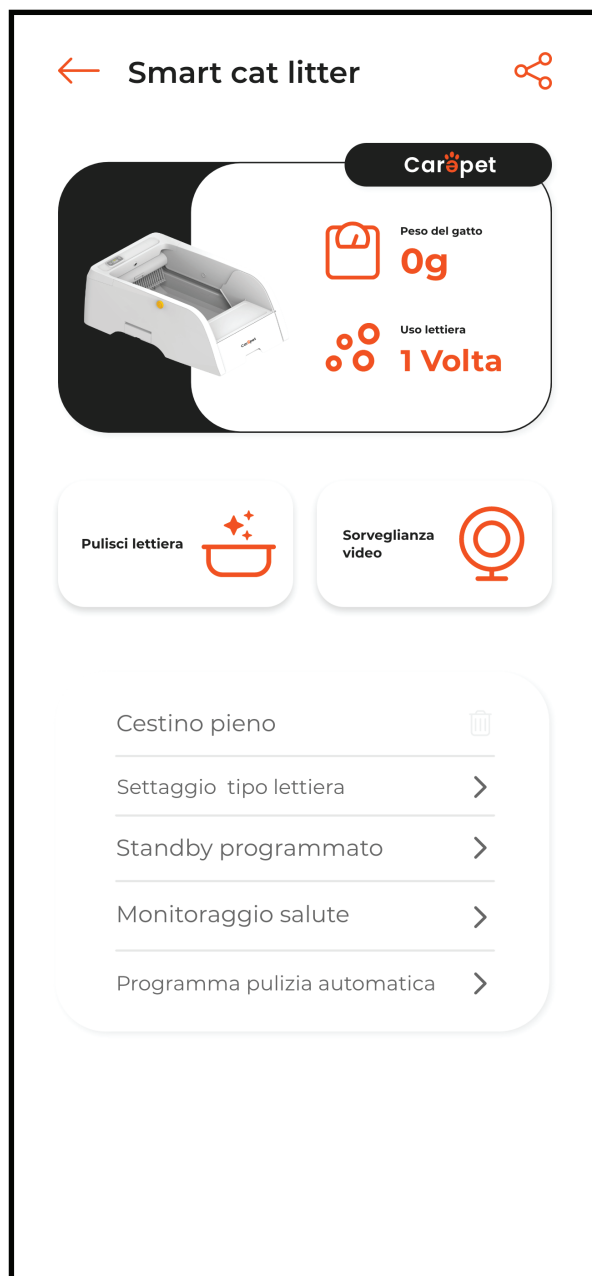 Smart cat litter
Carepet
Peso del gatto
0g
Uso lettiera
1 Volta
Carepet
Pulisci lettiera
Sorveglianza
video
Cestino pieno
Settaggio tipo lettiera
Standby programmato
Monitoraggio salute
Programma pulizia automatica